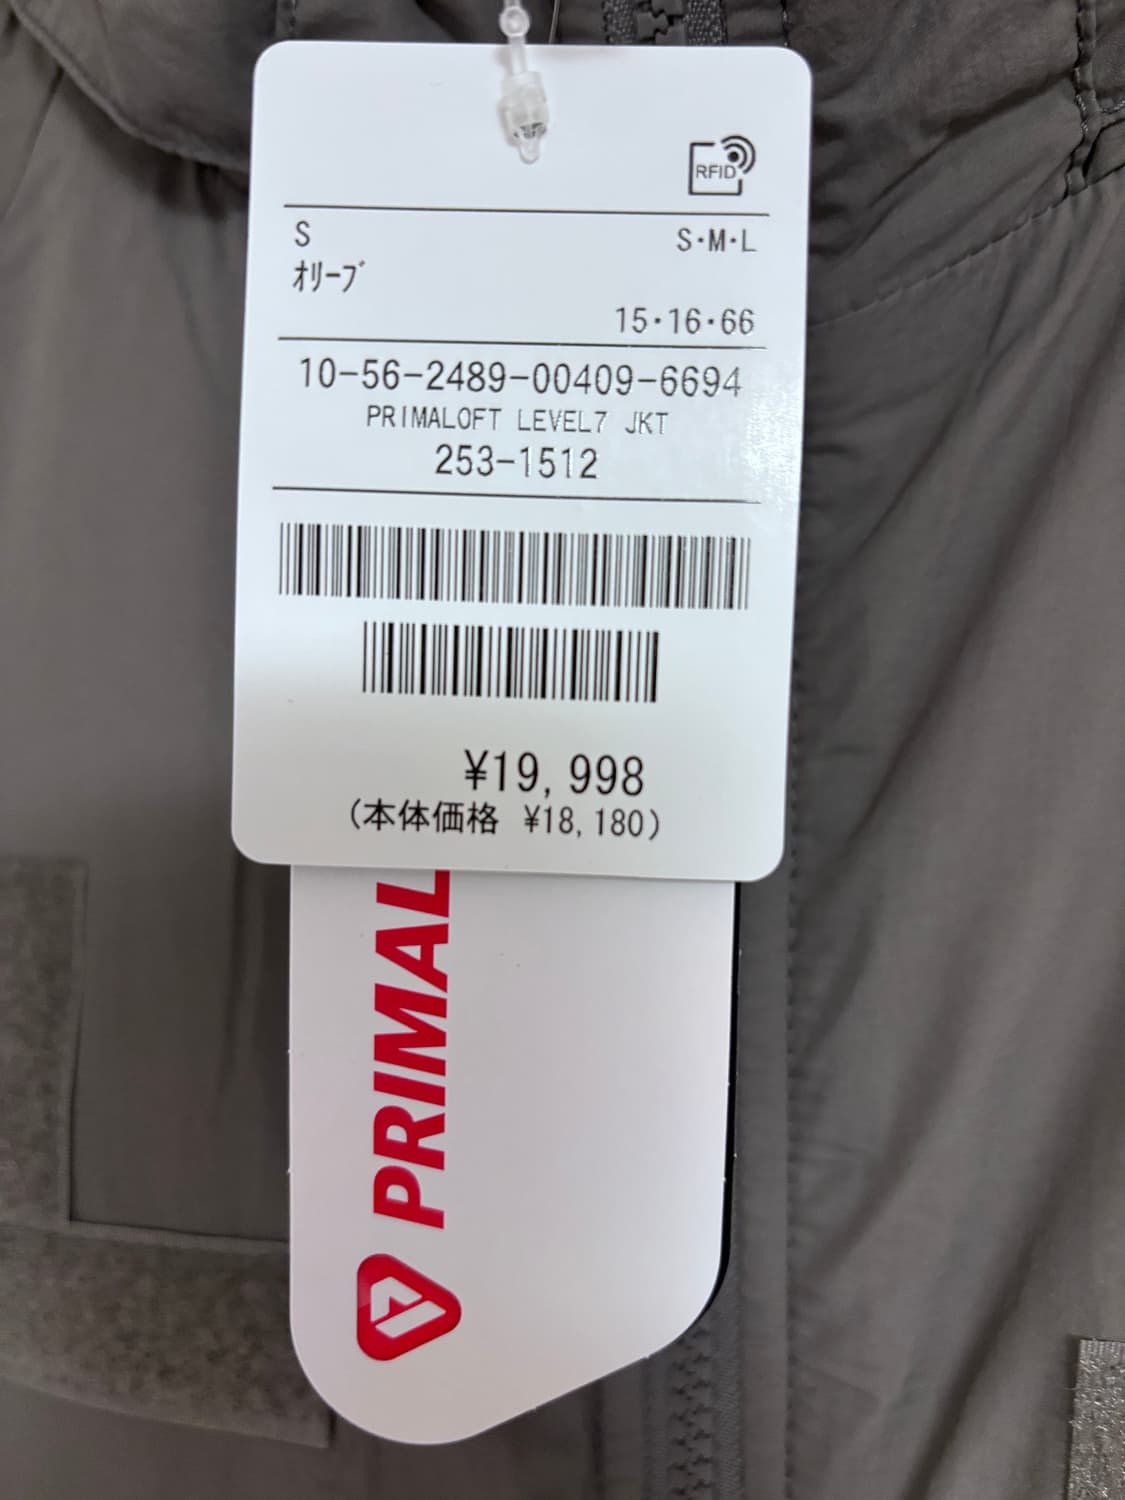 RFID
S
S・M・L
ｵﾘｰﾌﾞ
15・16・66
10-56-2489-00409-6694
PRIMALOFT LEVEL7 JKT
253-1512
¥19,998
(本体価格 ¥18,180)
PRIMAL